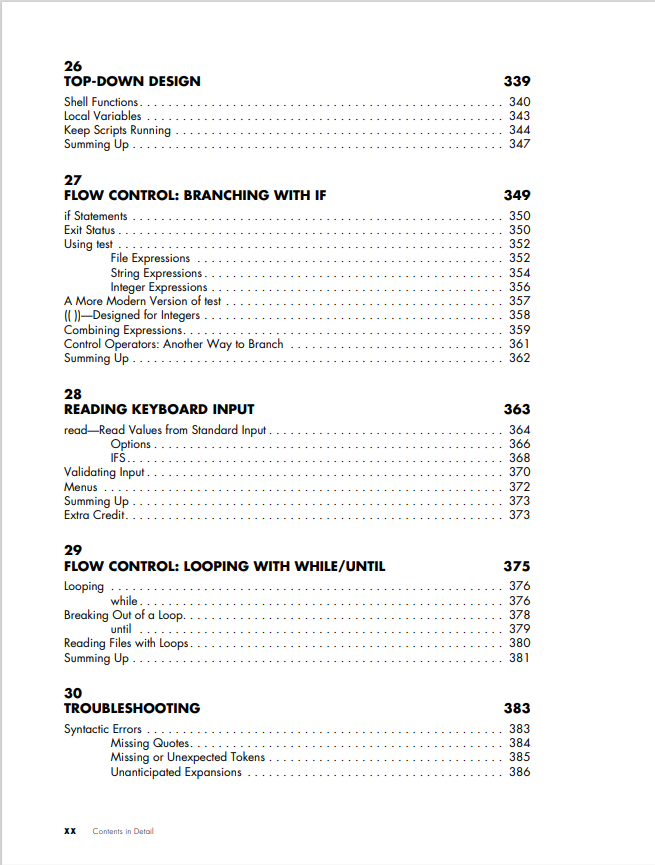 26
TOP-DOWN DESIGN 339
Shell Functions. . . . . . . . . . . . . . . . . . . . . . . . . . . . . . . . . . . . . . . . . . . . . . . . . . 340
Local Variables . . . . . . . . . . . . . . . . . . . . . . . . . . . . . . . . . . . . . . . . . . . . . . . . . . 343
Keep Scripts Running . . . . . . . . . . . . . . . . . . . . . . . . . . . . . . . . . . . . . . . . . . . . . . 344
Summing Up . . . . . . . . . . . . . . . . . . . . . . . . . . . . . . . . . . . . . . . . . . . . . . . . . . . 347
27
FLOW CONTROL: BRANCHING WITH IF 349
if Statements . . . . . . . . . . . . . . . . . . . . . . . . . . . . . . . . . . . . . . . . . . . . . . . . . . . 350
Exit Status . . . . . . . . . . . . . . . . . . . . . . . . . . . . . . . . . . . . . . . . . . . . . . . . . . . . . 350
Using test . . . . . . . . . . . . . . . . . . . . . . . . . . . . . . . . . . . . . . . . . . . . . . . . . . . . . 352
File Expressions . . . . . . . . . . . . . . . . . . . . . . . . . . . . . . . . . . . . . . . . . . 352
String Expressions . . . . . . . . . . . . . . . . . . . . . . . . . . . . . . . . . . . . . . . . . 354
Integer Expressions . . . . . . . . . . . . . . . . . . . . . . . . . . . . . . . . . . . . . . . . 356
A More Modern Version of test . . . . . . . . . . . . . . . . . . . . . . . . . . . . . . . . . . . . . . 357
(( ))—Designed for Integers . . . . . . . . . . . . . . . . . . . . . . . . . . . . . . . . . . . . . . . . . 358
Combining Expressions. . . . . . . . . . . . . . . . . . . . . . . . . . . . . . . . . . . . . . . . . . . . 359
Control Operators: Another Way to Branch . . . . . . . . . . . . . . . . . . . . . . . . . . . . . 361
Summing Up . . . . . . . . . . . . . . . . . . . . . . . . . . . . . . . . . . . . . . . . . . . . . . . . . . . 362
28
READING KEYBOARD INPUT 363
read—Read Values from Standard Input . . . . . . . . . . . . . . . . . . . . . . . . . . . . . . . . 364
Options . . . . . . . . . . . . . . . . . . . . . . . . . . . . . . . . . . . . . . . . . . . . . . . . 366
IFS. . . . . . . . . . . . . . . . . . . . . . . . . . . . . . . . . . . . . . . . . . . . . . . . . . . . 368
Validating Input . . . . . . . . . . . . . . . . . . . . . . . . . . . . . . . . . . . . . . . . . . . . . . . . . 370
Menus . . . . . . . . . . . . . . . . . . . . . . . . . . . . . . . . . . . . . . . . . . . . . . . . . . . . . . . 372
Summing Up . . . . . . . . . . . . . . . . . . . . . . . . . . . . . . . . . . . . . . . . . . . . . . . . . . . 373
Extra Credit. . . . . . . . . . . . . . . . . . . . . . . . . . . . . . . . . . . . . . . . . . . . . . . . . . . . 373
29
FLOW CONTROL: LOOPING WITH WHILE/UNTIL 375
Looping . . . . . . . . . . . . . . . . . . . . . . . . . . . . . . . . . . . . . . . . . . . . . . . . . . . . . . 376
while . . . . . . . . . . . . . . . . . . . . . . . . . . . . . . . . . . . . . . . . . . . . . . . . . . 376
Breaking Out of a Loop. . . . . . . . . . . . . . . . . . . . . . . . . . . . . . . . . . . . . . . . . . . . 378
until . . . . . . . . . . . . . . . . . . . . . . . . . . . . . . . . . . . . . . . . . . . . . . . . . . . 379
Reading Files with Loops. . . . . . . . . . . . . . . . . . . . . . . . . . . . . . . . . . . . . . . . . . . 380
Summing Up . . . . . . . . . . . . . . . . . . . . . . . . . . . . . . . . . . . . . . . . . . . . . . . . . . . 381
30
TROUBLESHOOTING 383
Syntactic Errors . . . . . . . . . . . . . . . . . . . . . . . . . . . . . . . . . . . . . . . . . . . . . . . . . 383
Missing Quotes. . . . . . . . . . . . . . . . . . . . . . . . . . . . . . . . . . . . . . . . . . . 384
Missing or Unexpected Tokens . . . . . . . . . . . . . . . . . . . . . . . . . . . . . . . . 385
Unanticipated Expansions . . . . . . . . . . . . . . . . . . . . . . . . . . . . . . . . . . . 386
xx Contents in Detail